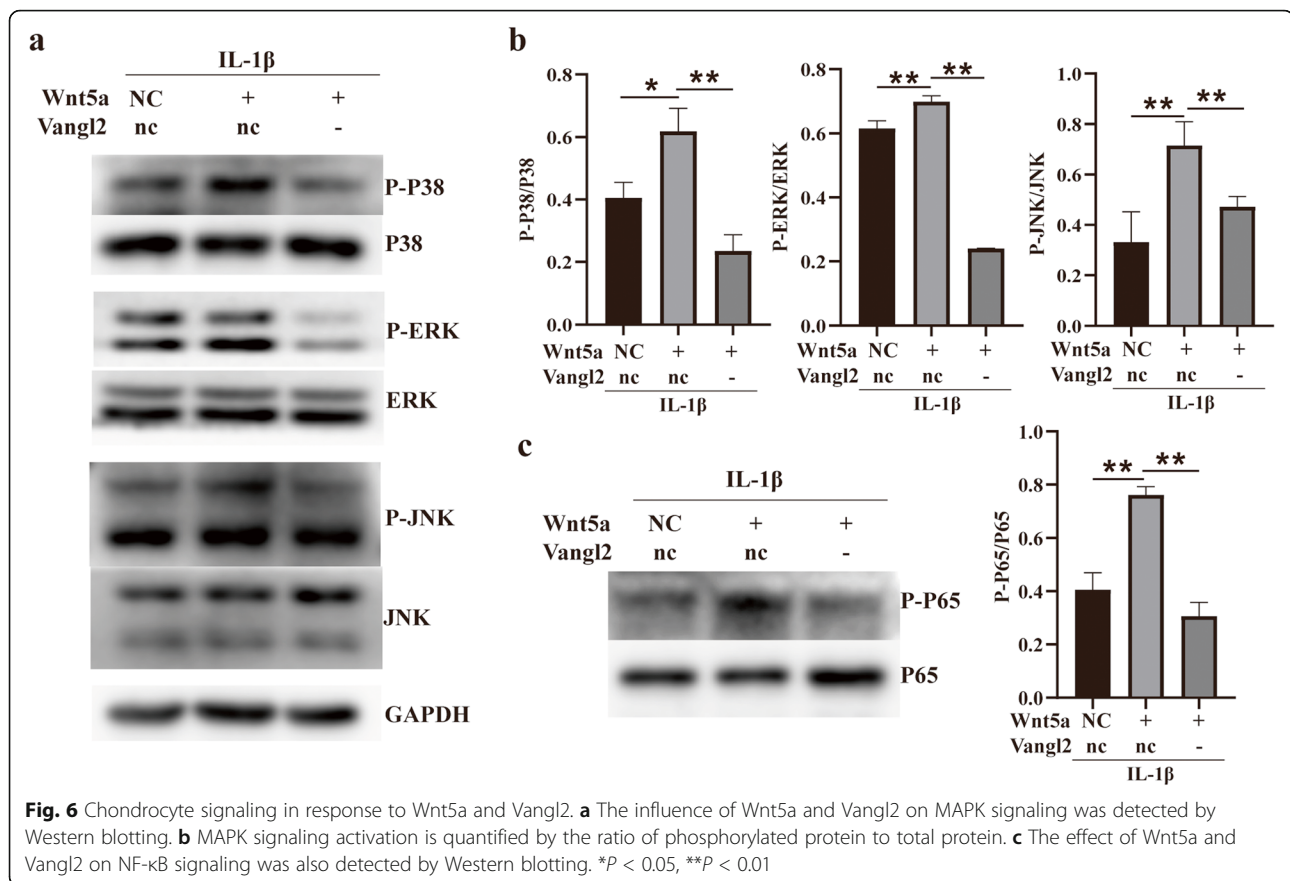 a
IL-1β
Wnt5a NC + +
Vangl2 nc nc -
P-P38
P38
P-ERK
ERK
P-JNK
JNK
GAPDH
b
P-P38/P38
0.8
0.6
0.4
0.2
0.0
* **
Wnt5a NC + +
Vangl2 nc nc -
IL-1β
P-ERK/ERK
0.8
0.6
0.4
0.2
0.0
** **
Wnt5a NC + +
Vangl2 nc nc -
IL-1β
P-JNK/JNK
1.0
0.8
0.6
0.4
0.2
0.0
** **
Wnt5a NC + +
Vangl2 nc nc -
IL-1β
c
IL-1β
Wnt5a NC + +
Vangl2 nc nc -
P-P65
P65
P-P65/P65
1.0
0.8
0.6
0.4
0.2
0.0
** **
Wnt5a NC + +
Vangl2 nc nc -
IL-1β
Fig. 6 Chondrocyte signaling in response to Wnt5a and Vangl2. a The influence of Wnt5a and Vangl2 on MAPK signaling was detected by
Western blotting. b MAPK signaling activation is quantified by the ratio of phosphorylated protein to total protein. c The effect of Wnt5a and
Vangl2 on NF-κB signaling was also detected by Western blotting. *P < 0.05, **P < 0.01